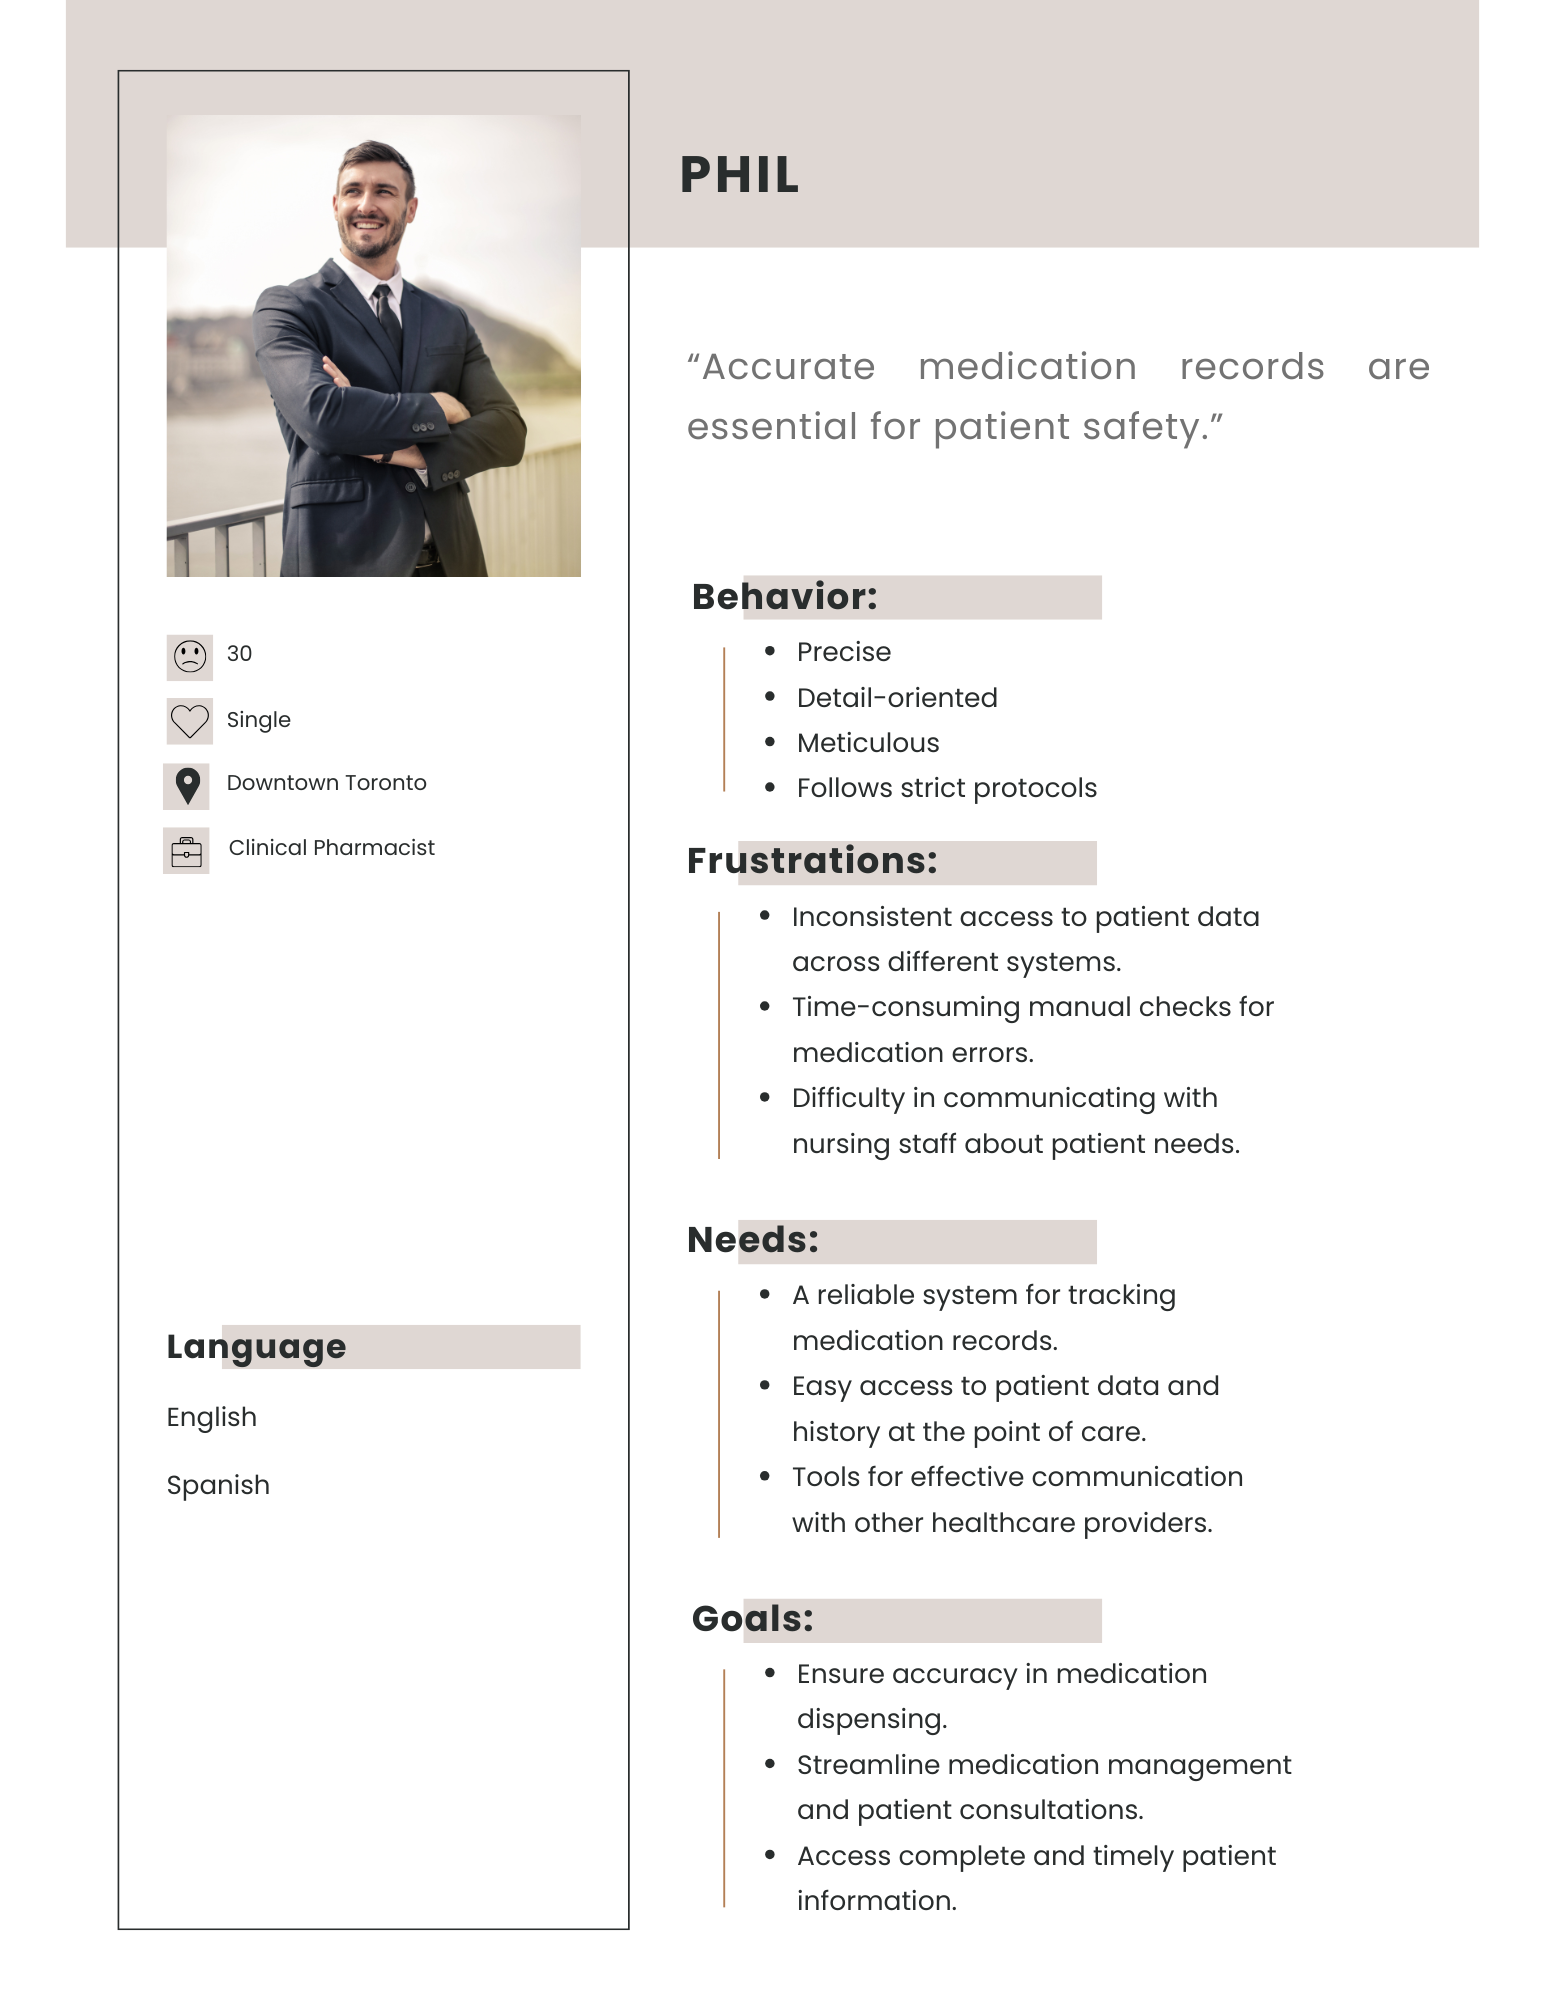 PHIL
“Accurate medication records are
essential for patient safety.”
30
Single
Downtown Toronto
Clinical Pharmacist
Language
English
Spanish
Behavior:
• Precise
• Detail-oriented
• Meticulous
• Follows strict protocols
Frustrations:
• Inconsistent access to patient data
across different systems.
• Time-consuming manual checks for
medication errors.
• Difficulty in communicating with
nursing staff about patient needs.
Needs:
• A reliable system for tracking
medication records.
• Easy access to patient data and
history at the point of care.
• Tools for effective communication
with other healthcare providers.
Goals:
• Ensure accuracy in medication
dispensing.
• Streamline medication management
and patient consultations.
• Access complete and timely patient
information.